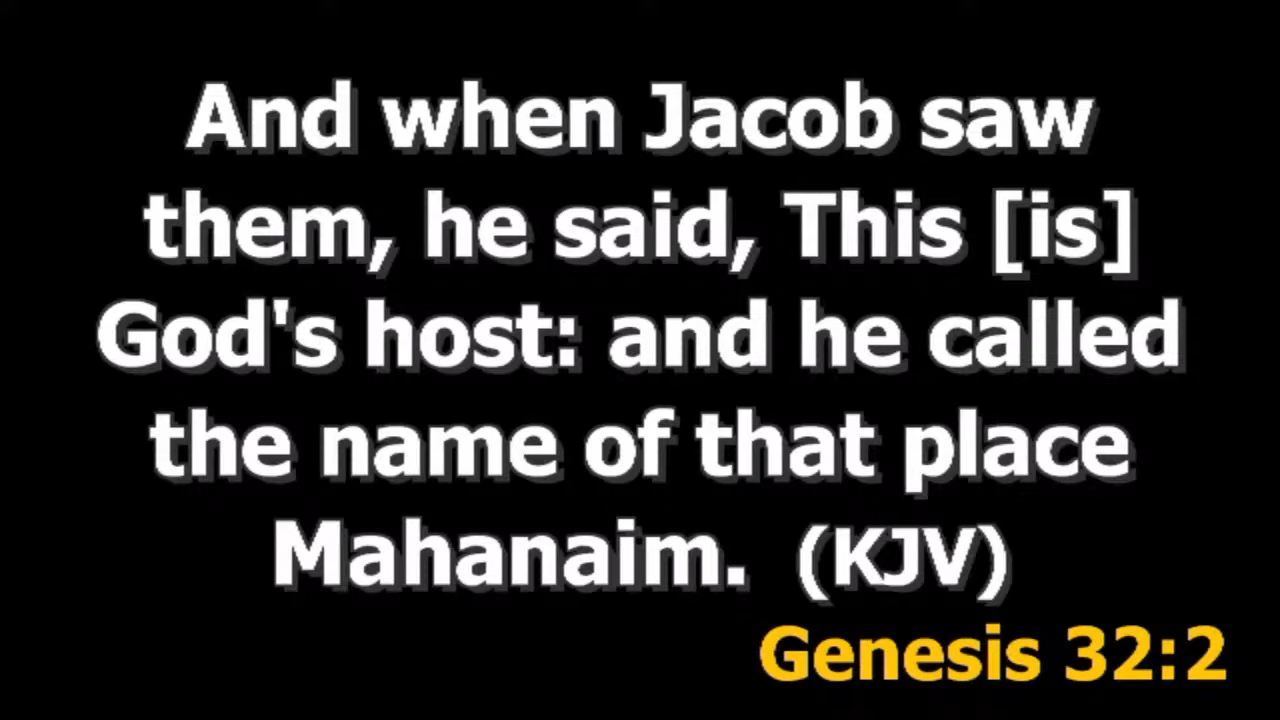 And when Jacob saw
them, he said, This [is]
God's host: and he called
the name of that place
Mahanaim.  (KJV)
Genesis 32:2